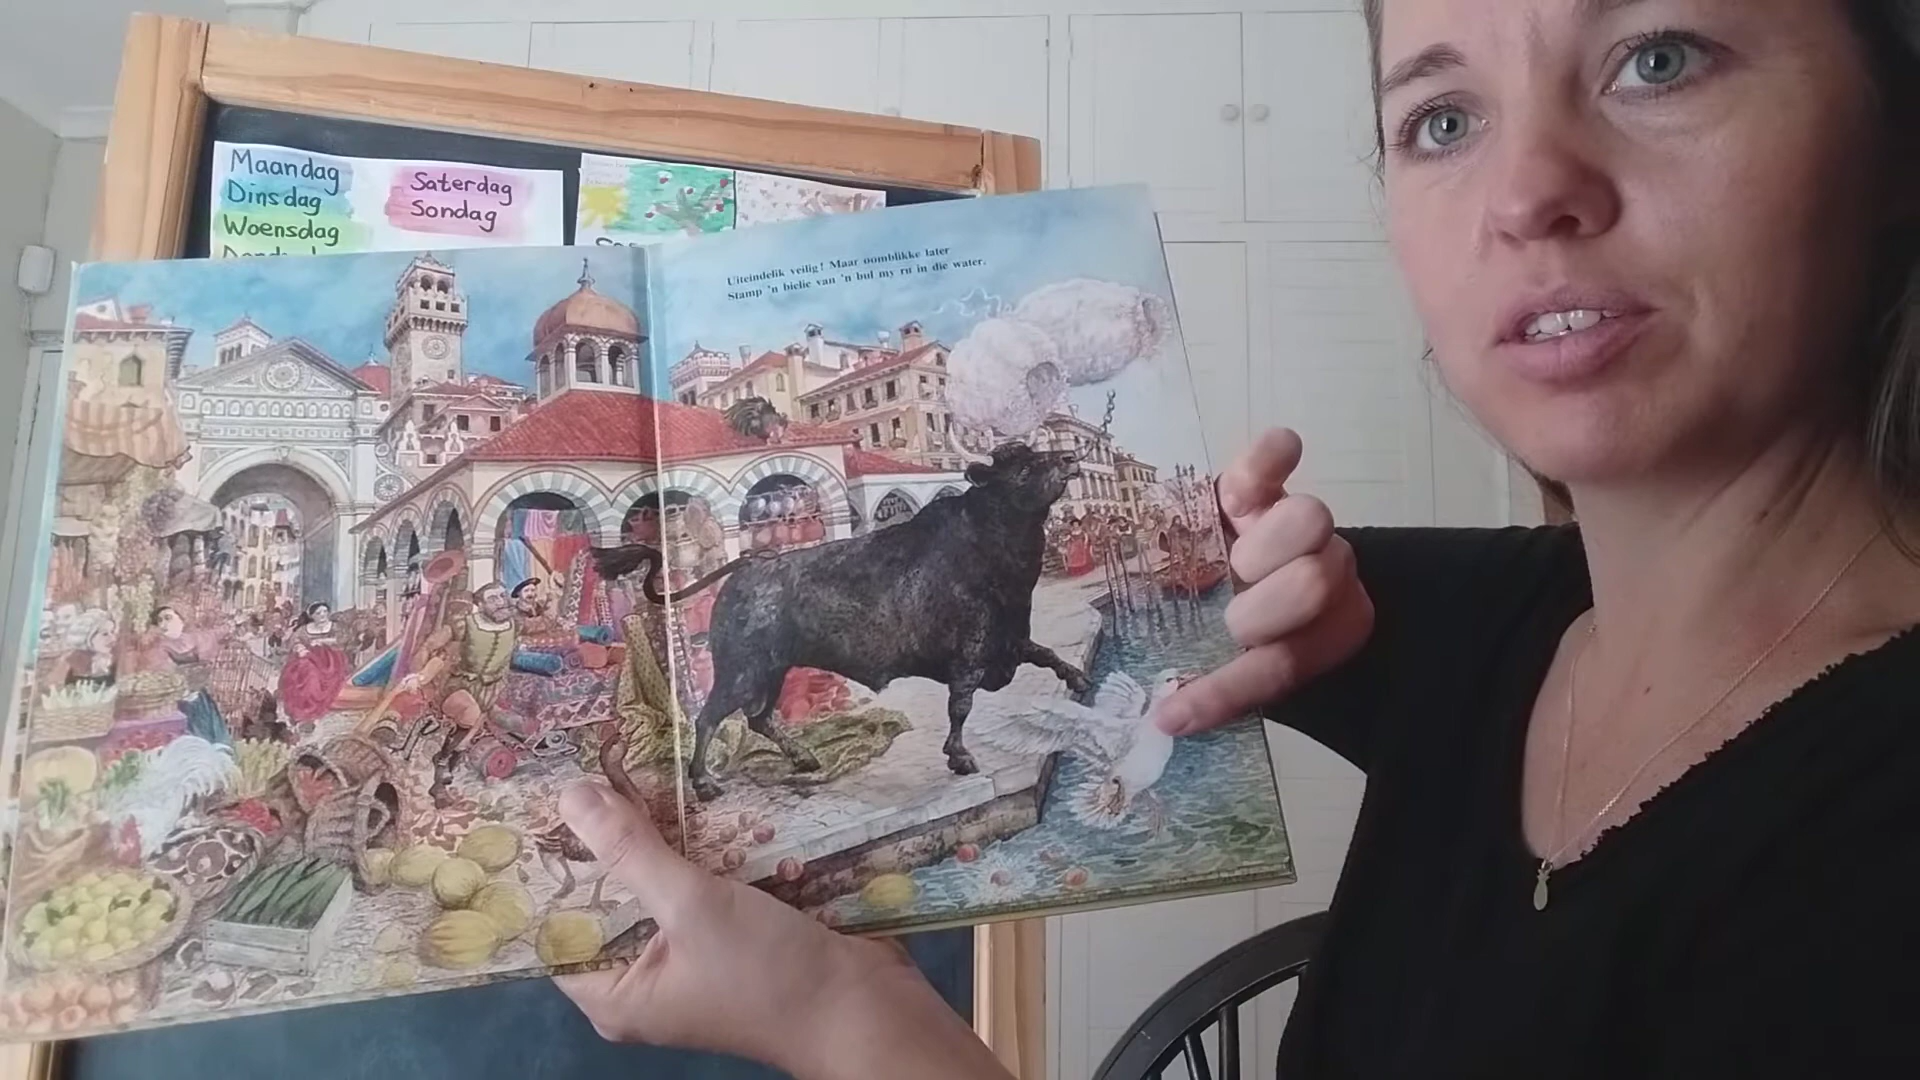 Maandag
Dinsdag
Woensdag
Saterdag
Sondag
Uiteindelik veilig! Maar oomblikke later
Stamp 'n bielie van 'n bul my ru in die water.